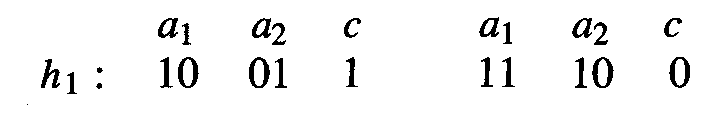 a₁ a₂ c a₁ a₂ c
h₁ : 10 01 1 11 10 0